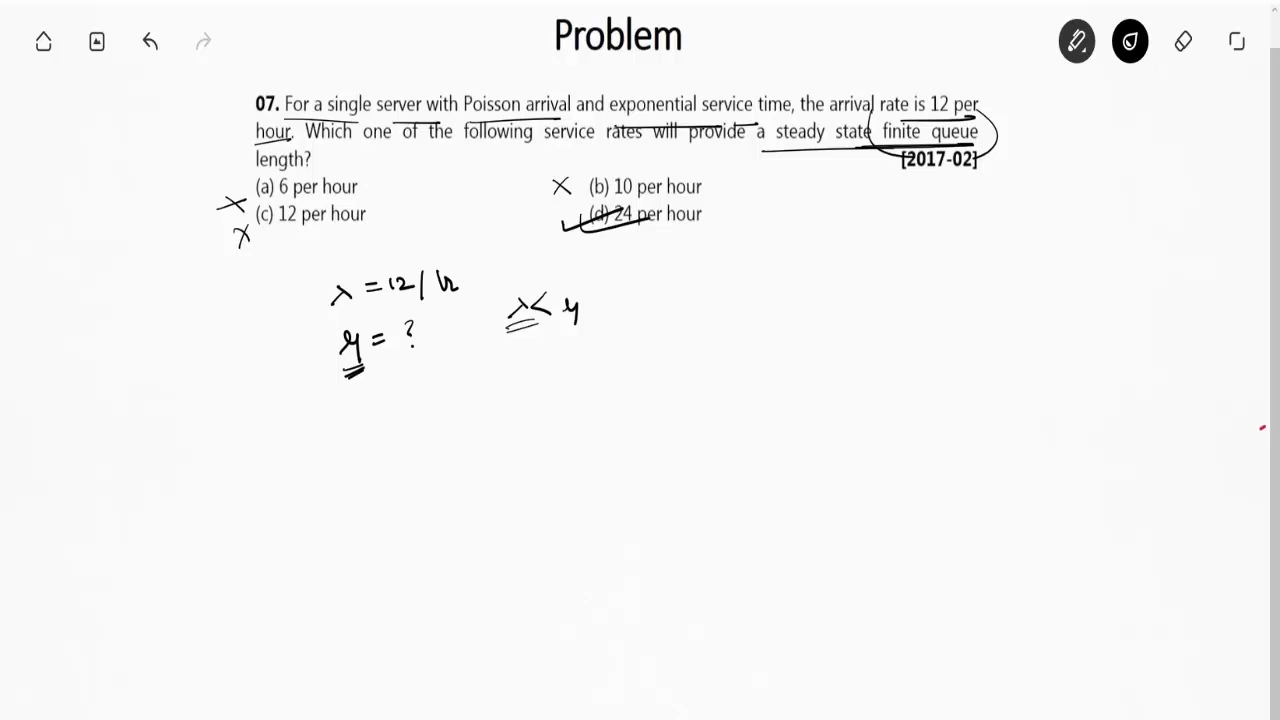 Problem
07. For a single server with Poisson arrival and exponential service time, the arrival rate is 12 per
hour. Which one of the following service rates will provide a steady state finite queue
length? [2017-02]
(a) 6 per hour (b) 10 per hour
(c) 12 per hour (d) 24 per hour
λ = 12 / hr
λ < μ
μ = ?